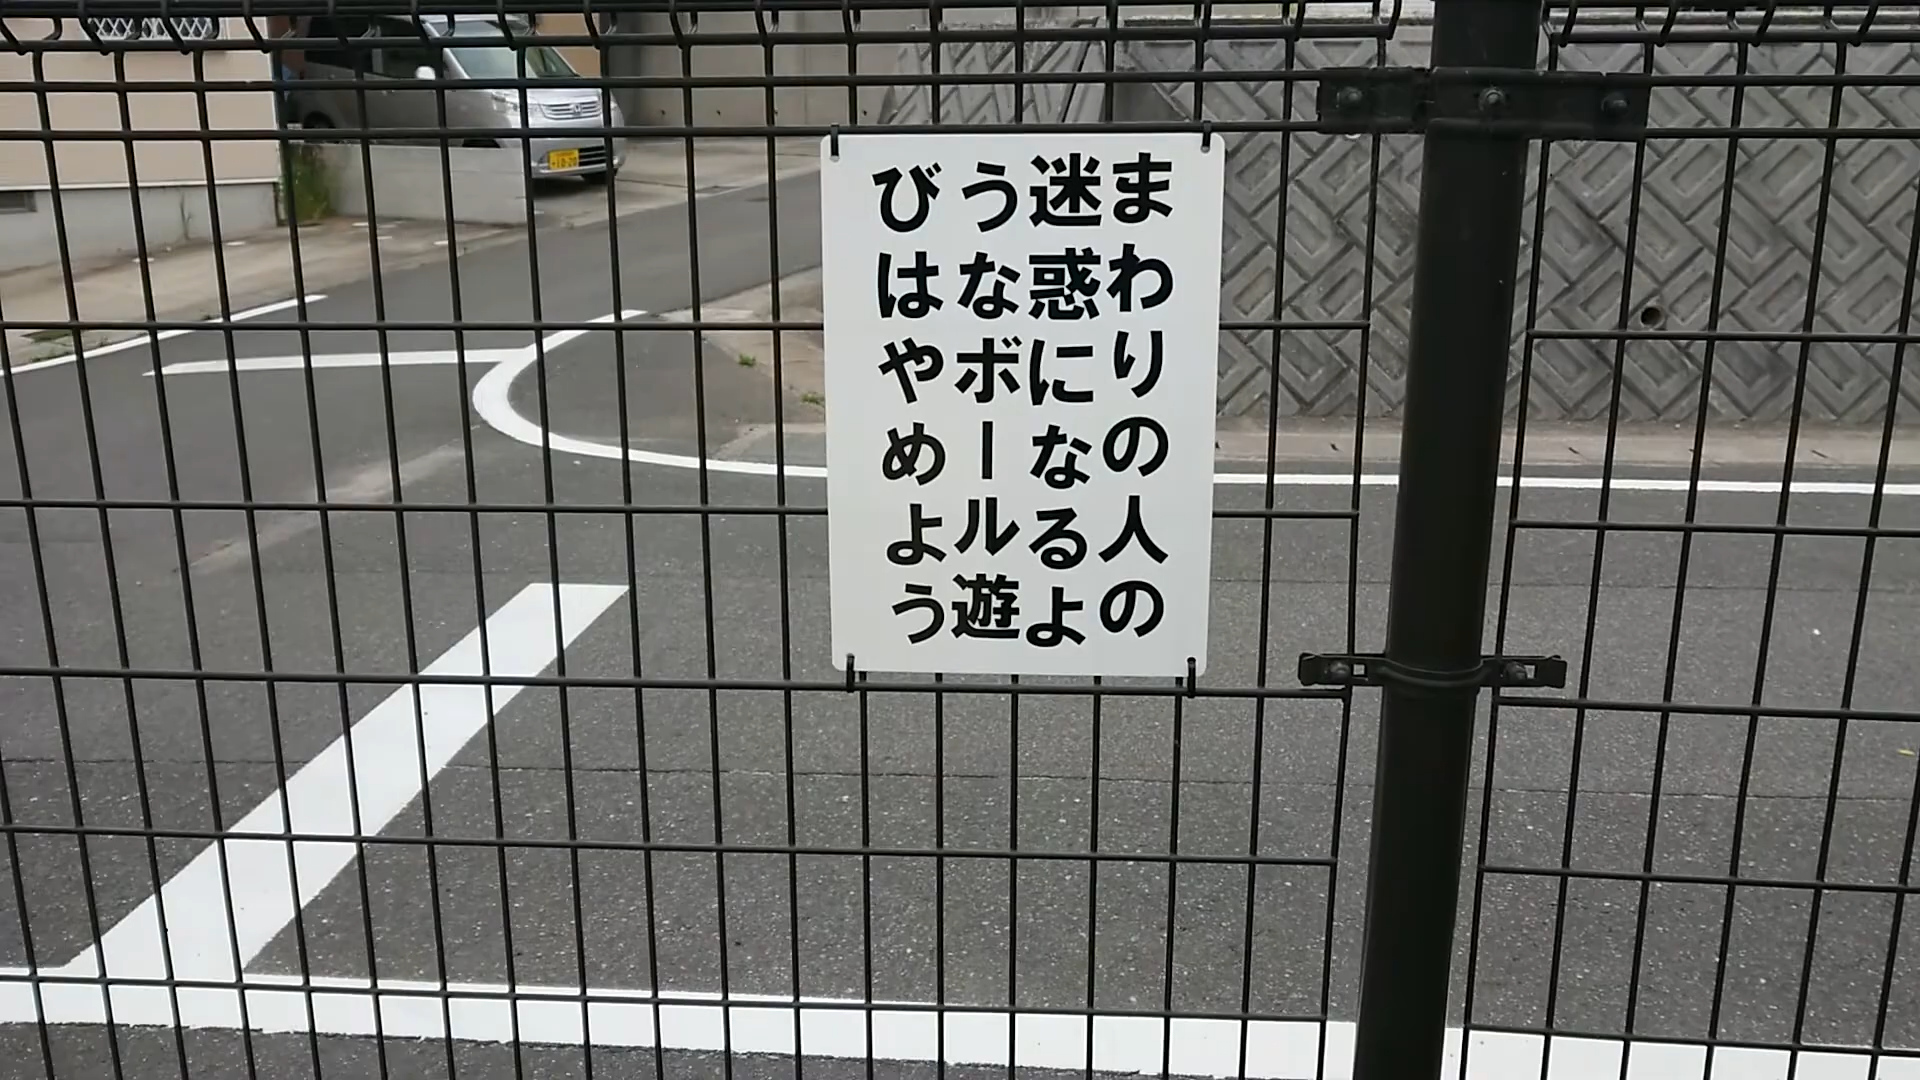 まわりの人の
迷惑になるよ
うなボール遊
びはやめよう